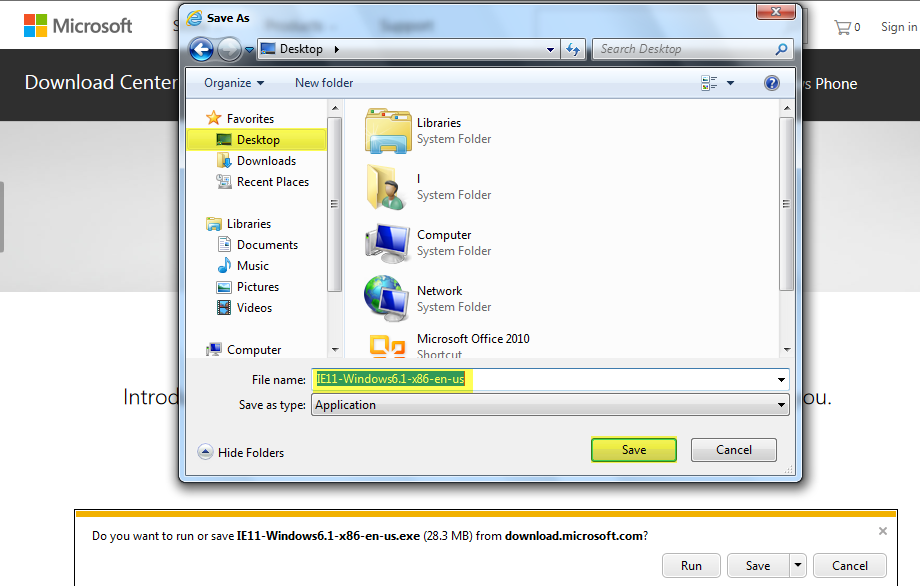 Microsoft
Support
0
Sign in
Download Center
s Phone
Save As
Desktop
Search Desktop
Organize
New folder
Favorites
Desktop
Downloads
Recent Places
Libraries
Documents
Music
Pictures
Videos
Computer
Libraries
System Folder
I
System Folder
Computer
System Folder
Network
System Folder
Microsoft Office 2010
Shortcut
File name: IE11-Windows6.1-x86-en-us
Save as type: Application
Hide Folders
Save
Cancel
Introd
ou.
Do you want to run or save IE11-Windows6.1-x86-en-us.exe (28.3 MB) from download.microsoft.com?
Run
Save
Cancel